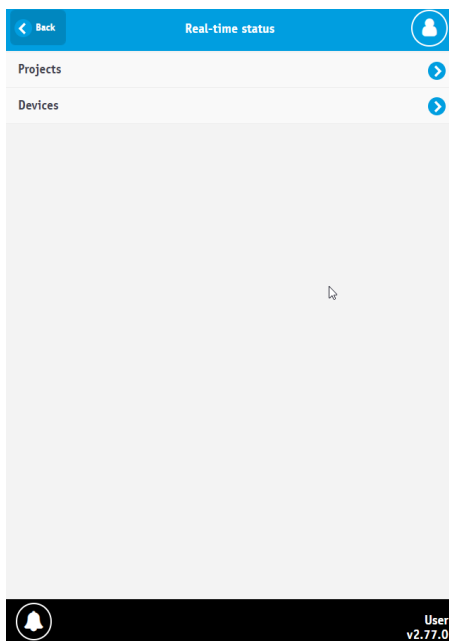 Back
Real-time status
Projects
Devices
User
v2.77.0